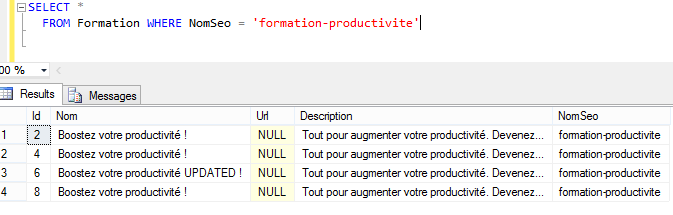 SELECT *
FROM Formation WHERE NomSeo = 'formation-productivite'
00 %
Results Messages
Id Nom Url Description NomSeo
1 2 Boostez votre productivité ! NULL Tout pour augmenter votre productivité. Devenez... formation-productivite
2 4 Boostez votre productivité ! NULL Tout pour augmenter votre productivité. Devenez... formation-productivite
3 6 Boostez votre productivité UPDATED ! NULL Tout pour augmenter votre productivité. Devenez... formation-productivite
4 8 Boostez votre productivité ! NULL Tout pour augmenter votre productivité. Devenez... formation-productivite